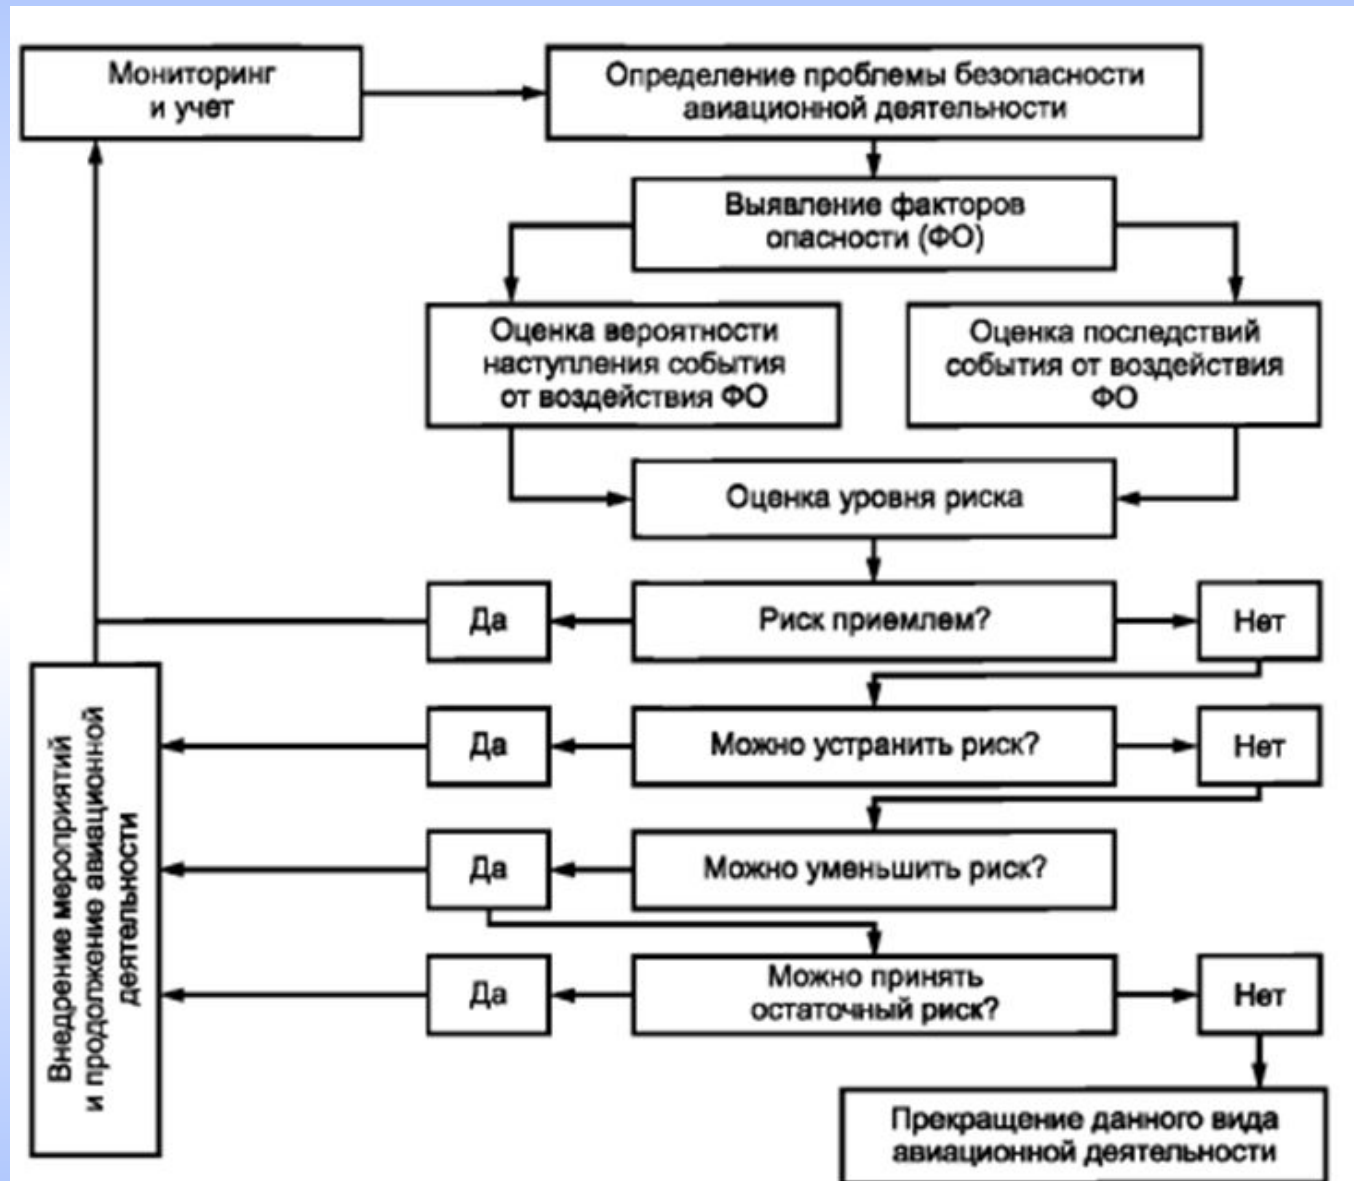 Мониторинг
и учет
Определение проблемы безопасности
авиационной деятельности
Выявление факторов
опасности (ФО)
Оценка вероятности
наступления события
от воздействия ФО
Оценка последствий
события от воздействия
ФО
Оценка уровня риска
Да
Риск приемлем?
Нет
Да
Можно устранить риск?
Нет
Да
Можно уменьшить риск?
Да
Можно принять
остаточный риск?
Нет
Внедрение мероприятий
и продолжение авиационной
деятельности
Прекращение данного вида
авиационной деятельности